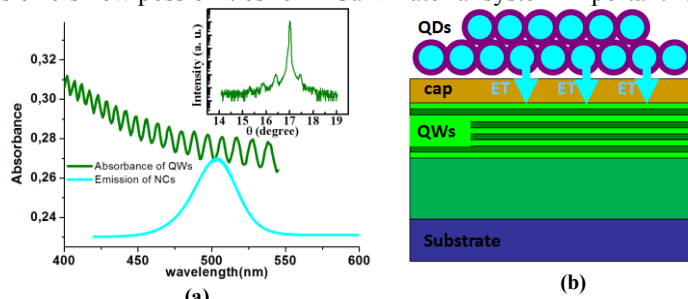 0,32
0,30
0,28
0,26
0,24
Absorbance
400
450
500
550
600
wavelength(nm)
Absorbance of QWs
Emission of NCs
Intensity (a. u.)
14
15
16
17
18
19
θ (degree)
(a)
QDs
cap
ET
ET
ET
QWs
Substrate
(b)